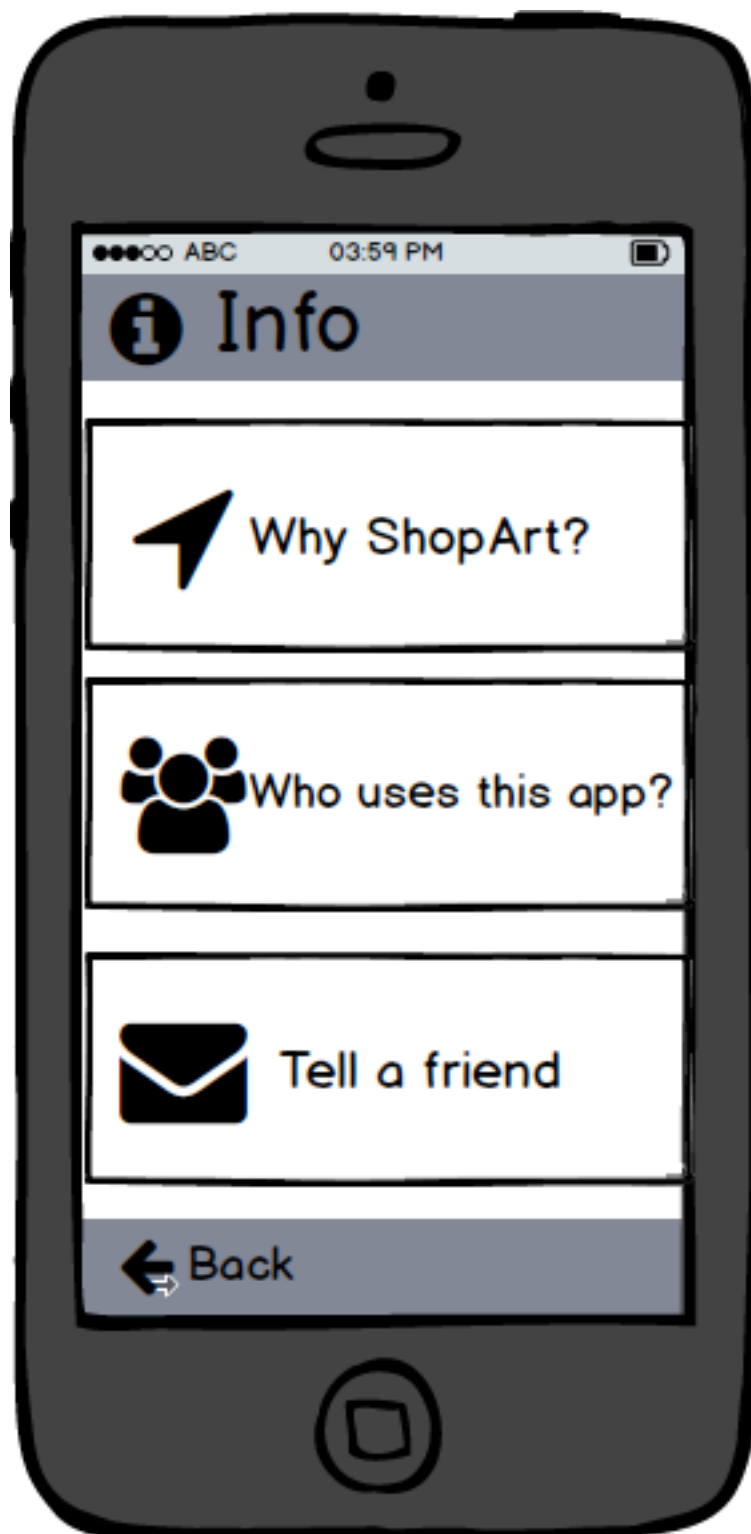 ABC 03:59 PM
Info
Why ShopArt?
Who uses this app?
Tell a friend
Back